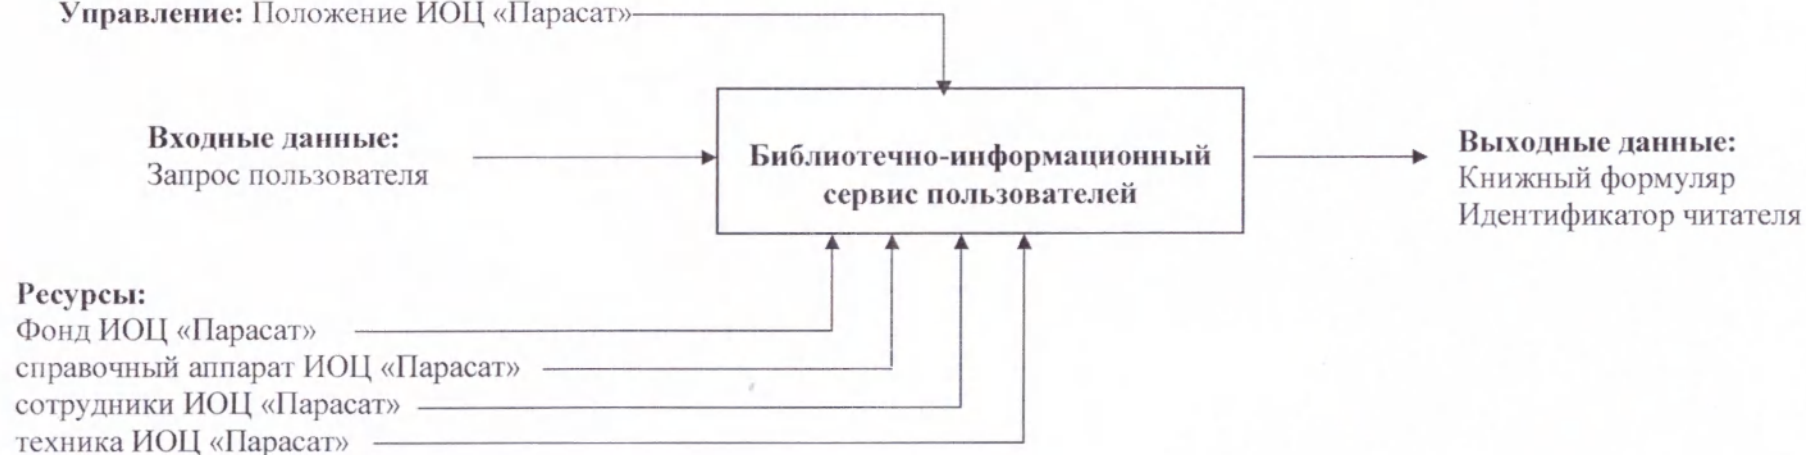 Управление: Положение ИОЦ «Парасат»
Входные данные:
Запрос пользователя
Библиотечно-информационный
сервис пользователей
Выходные данные:
Книжный формуляр
Идентификатор читателя
Ресурсы:
Фонд ИОЦ «Парасат»
справочный аппарат ИОЦ «Парасат»
сотрудники ИОЦ «Парасат»
техника ИОЦ «Парасат»